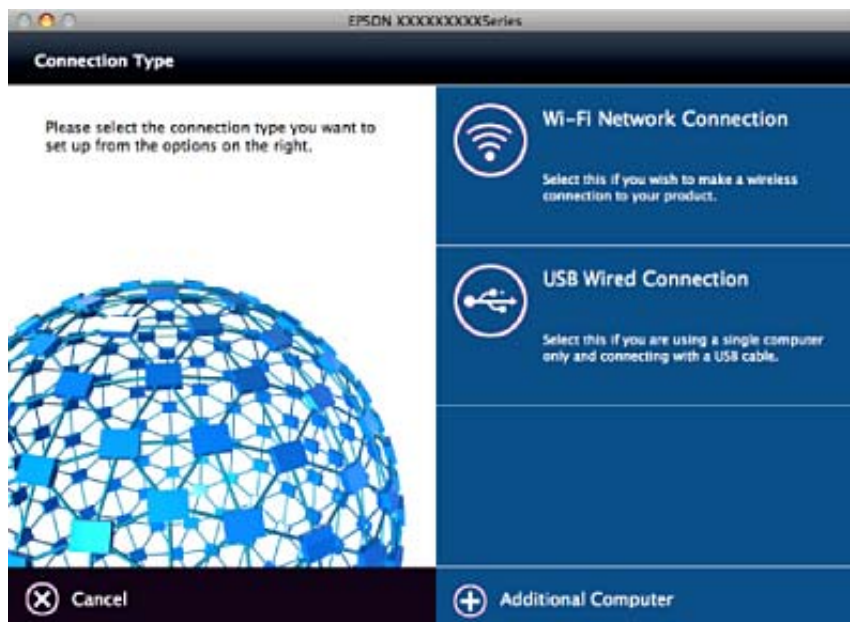 EPSON XXXXXXXXXSeries
Connection Type
Please select the connection type you want to
set up from the options on the right.
Wi-Fi Network Connection
Select this if you wish to make a wireless
connection to your product.
USB Wired Connection
Select this if you are using a single computer
only and connecting with a USB cable.
Cancel
Additional Computer